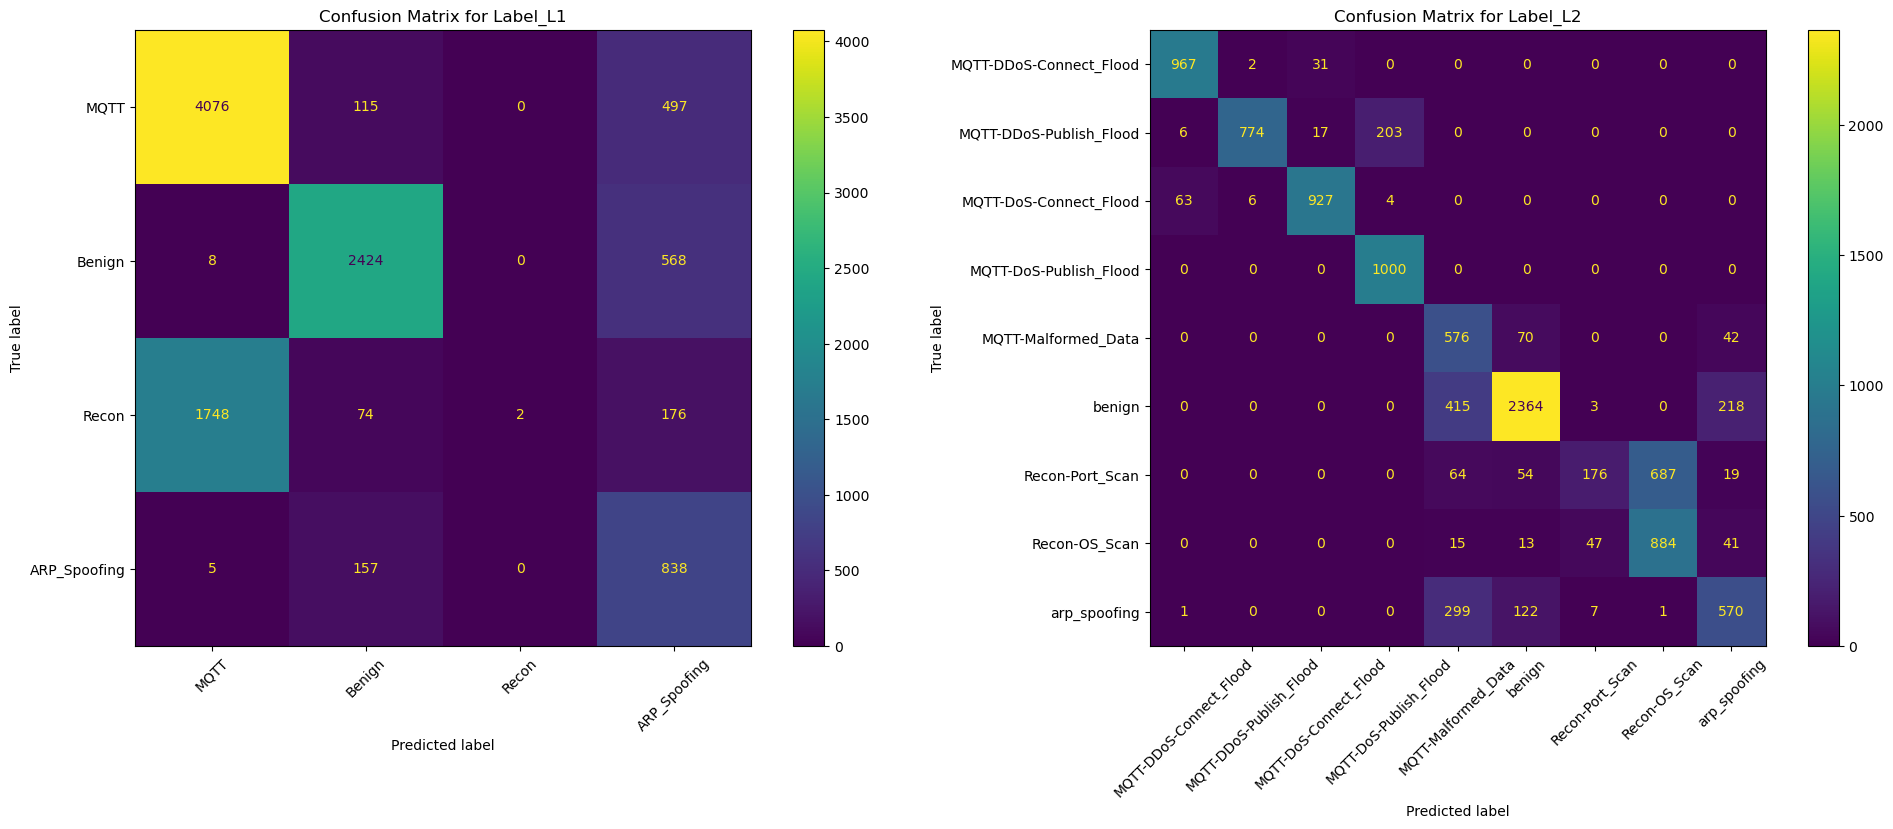 Confusion Matrix for Label_L1
True label
MQTT 4076 115 0 497
Benign 8 2424 0 568
Recon 1748 74 2 176
ARP_Spoofing 5 157 0 838
MQTT Benign Recon ARP_Spoofing
Predicted label
4000
3500
3000
2500
2000
1500
1000
500
0
Confusion Matrix for Label_L2
True label
MQTT-DDoS-Connect_Flood 967 2 31 0 0 0 0 0 0
MQTT-DDoS-Publish_Flood 6 774 17 203 0 0 0 0 0
MQTT-DoS-Connect_Flood 63 6 927 4 0 0 0 0 0
MQTT-DoS-Publish_Flood 0 0 0 1000 0 0 0 0 0
MQTT-Malformed_Data 0 0 0 0 576 70 0 0 42
benign 0 0 0 0 415 2364 3 0 218
Recon-Port_Scan 0 0 0 0 64 54 176 687 19
Recon-OS_Scan 0 0 0 0 15 13 47 884 41
arp_spoofing 1 0 0 0 299 122 7 1 570
MQTT-DDoS-Connect_Flood MQTT-DDoS-Publish_Flood MQTT-DoS-Connect_Flood MQTT-DoS-Publish_Flood MQTT-Malformed_Data benign Recon-Port_Scan Recon-OS_Scan arp_spoofing
Predicted label
2000
1500
1000
500
0